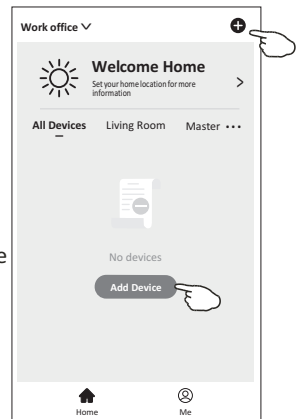 Work office
Welcome Home
Set your home location for more
information
All Devices Living Room Master
e
No devices
Add Device
Home Me